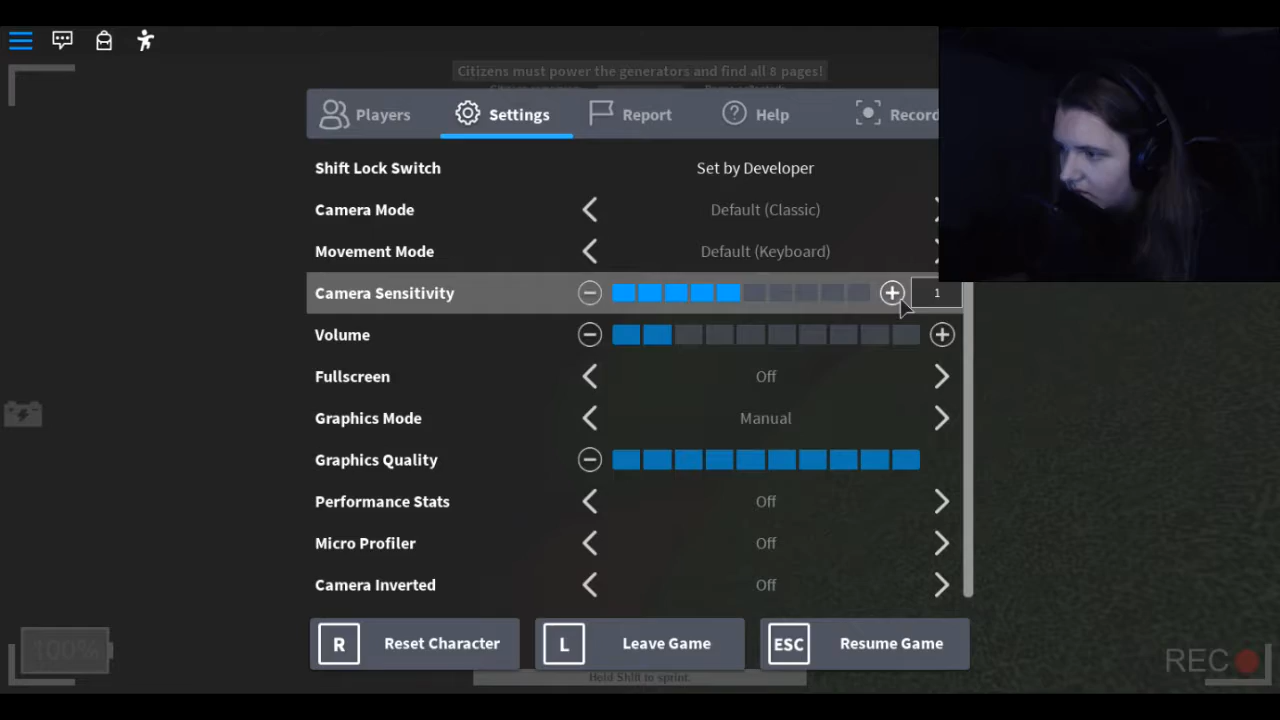 Citizens must power the generators and find all 8 pages!
Players Settings Report Help Record
Shift Lock Switch Set by Developer
Camera Mode Default (Classic)
Movement Mode Default (Keyboard)
Camera Sensitivity 1
Volume
Fullscreen Off
Graphics Mode Manual
Graphics Quality
Performance Stats Off
Micro Profiler Off
Camera Inverted Off
R Reset Character L Leave Game ESC Resume Game
100%
REC
Hold Shift to sprint.